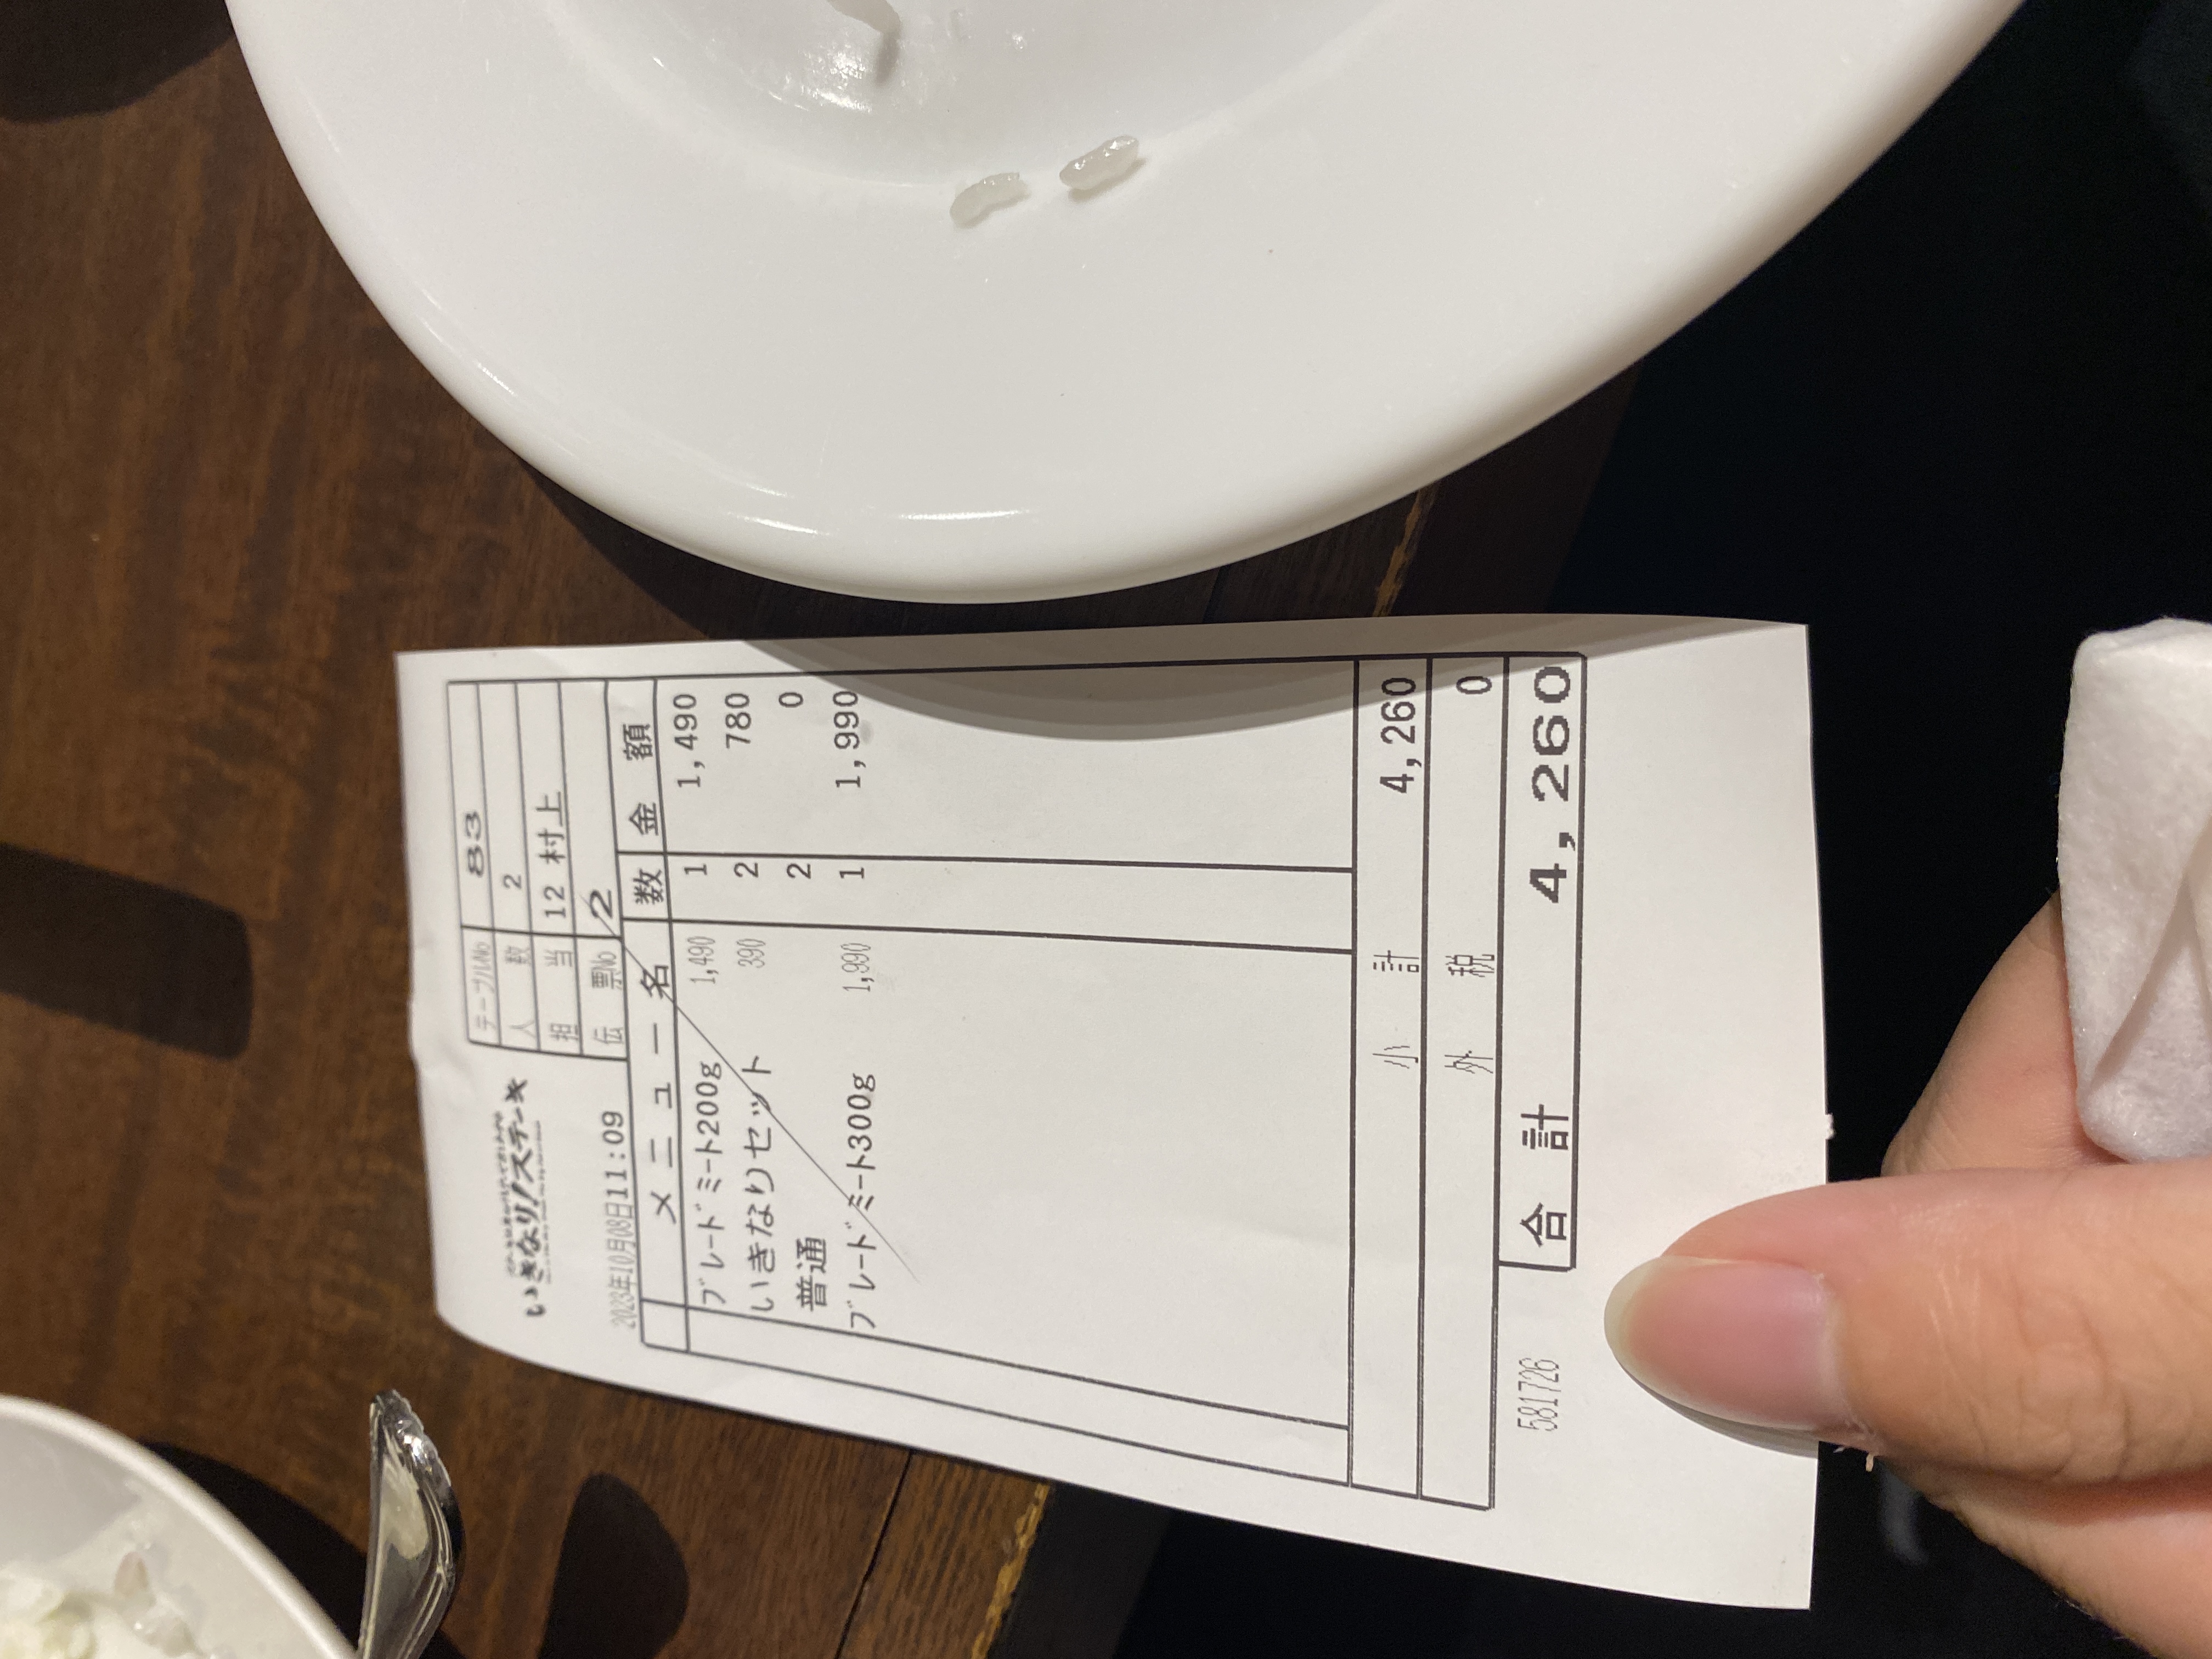 いきなり!ステーキ
テーブルNo 83
人数 2
担当 12 村上
伝票No 2
2023年10月08日11:09
メニュー名 数 金額
ブレードミート200g 1,490 1 1,490
いきなりセット 390 2 780
普通 2 0
ブレードミート300g 1,990 1 1,990
小計 4,260
外税 0
581726 合計 4,260